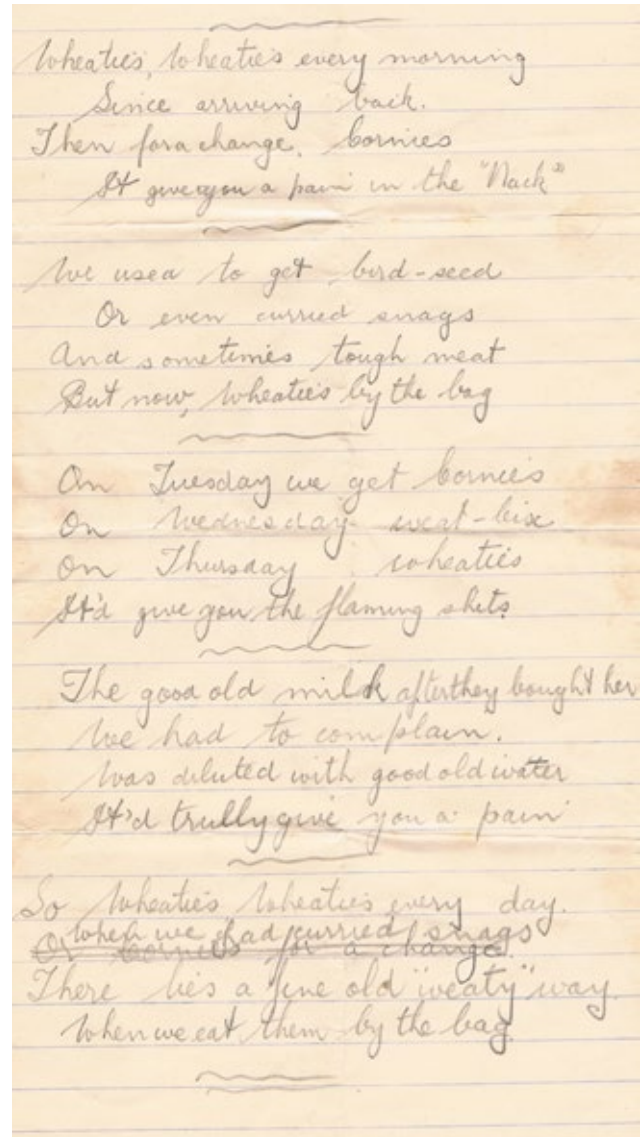 Wheaties, Wheaties every morning
Since arriving back.
Then for a change, Cornies
It give you a pain in the "Nack"
We used to get bird-seed
Or even curried snags
And sometimes tough meat
But now, Wheaties by the bag
On Tuesday we get Cornies
On Wednesday weat-bix
On Thursday wheaties
It'd give you the flaming shits
The good old milk after they bought her
We had to complain.
Was diluted with good old water
It'd trully give you a pain
So Wheaties Wheaties every day.
When we had curried snags
Or Cornies for a change.
There lies a fine old "weaty" way.
When we eat them by the bag